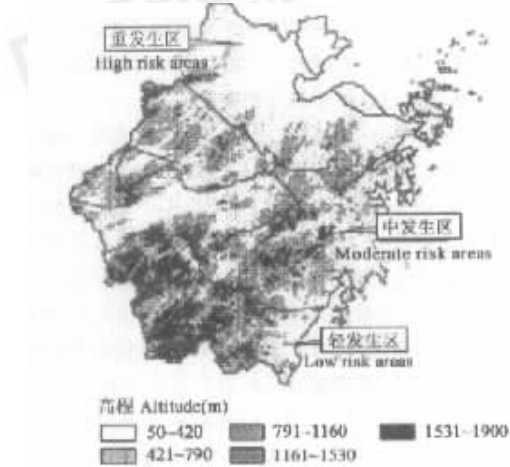 重发生区
High risk areas
中发生区
Moderate risk areas
轻发生区
Low risk areas
高程 Altitude(m)
50~420 791~1160 1531~1900
421~790 1161~1530